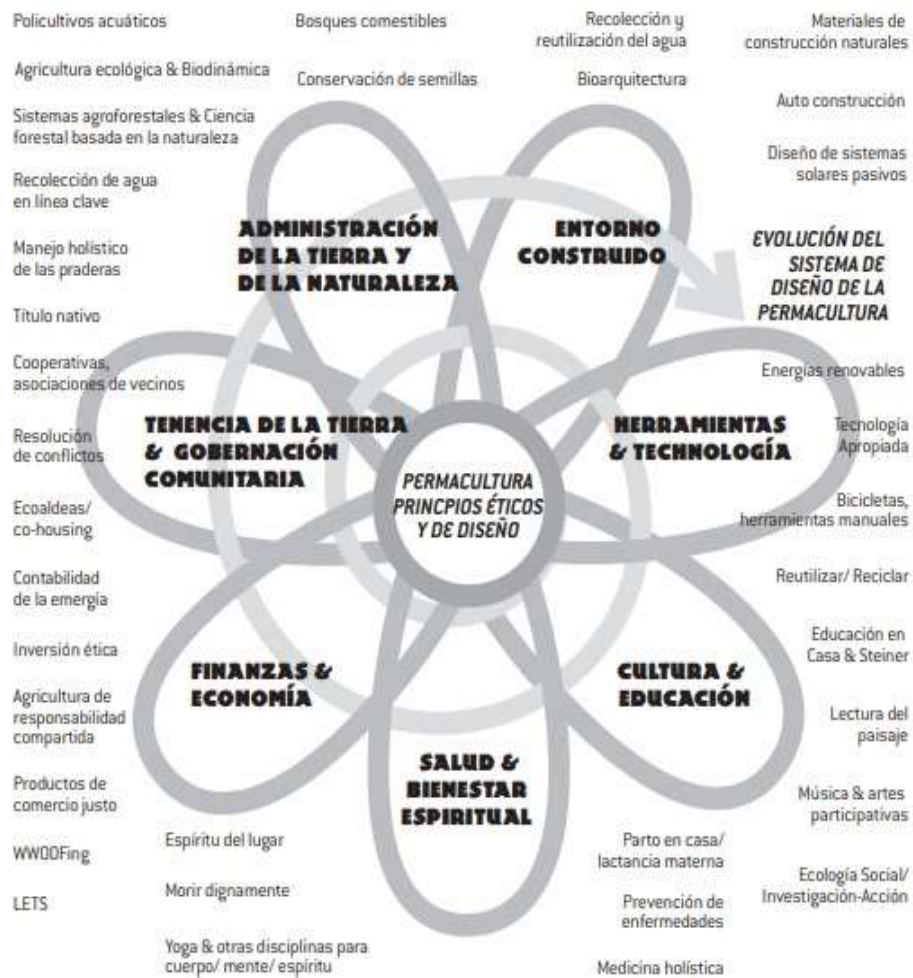 Policultivos acuáticos
Agricultura ecológica & Biodinámica
Sistemas agroforestales & Ciencia
forestal basada en la naturaleza
Recolección de agua
en línea clave
Manejo holístico
de las praderas
Título nativo
Cooperativas,
asociaciones de vecinos
Resolución
de conflictos
Ecoaldeas/
co-housing
Contabilidad
de la emergía
Inversión ética
Agricultura de
responsabilidad
compartida
Productos de
comercio justo
WWOOFing
LETS
Bosques comestibles
Conservación de semillas
Recolección y
reutilización del agua
Bioarquitectura
Materiales de
construcción naturales
Auto construcción
Diseño de sistemas
solares pasivos
EVOLUCIÓN DEL
SISTEMA DE
DISEÑO DE LA
PERMACULTURA
Energías renovables
Tecnología
Apropiada
Bicicletas,
herramientas manuales
Reutilizar/ Reciclar
Educación en
Casa & Steiner
Lectura del
paisaje
Música & artes
participativas
Ecología Social/
Investigación-Acción
ADMINISTRACIÓN
DE LA TIERRA Y
DE LA NATURALEZA
ENTORNO
CONSTRUIDO
TENENCIA DE LA TIERRA
& GOBERNACIÓN
COMUNITARIA
HERRAMIENTAS
& TECHNOLOGÍA
PERMACULTURA
PRINCPIOS ÉTICOS
Y DE DISEÑO
FINANZAS &
ECONOMÍA
CULTURA &
EDUCACIÓN
SALUD &
BIENESTAR
ESPIRITUAL
Espíritu del lugar
Morir dignamente
Yoga & otras disciplinas para
cuerpo/ mente/ espíritu
Parto en casa/
lactancia materna
Prevención de
enfermedades
Medicina holística